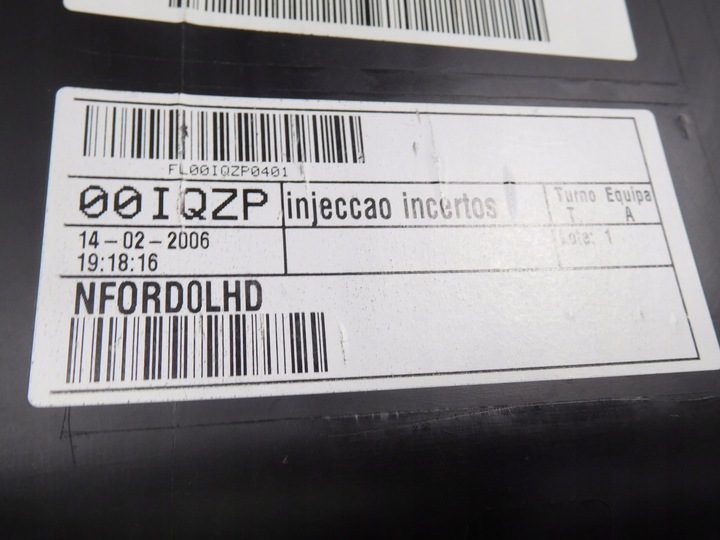 FL00IQZP0401
00IQZP injeccao incertos Turno Equipa
T A
14-02-2006 Lote: 1
19:18:16
NFORDOLHD